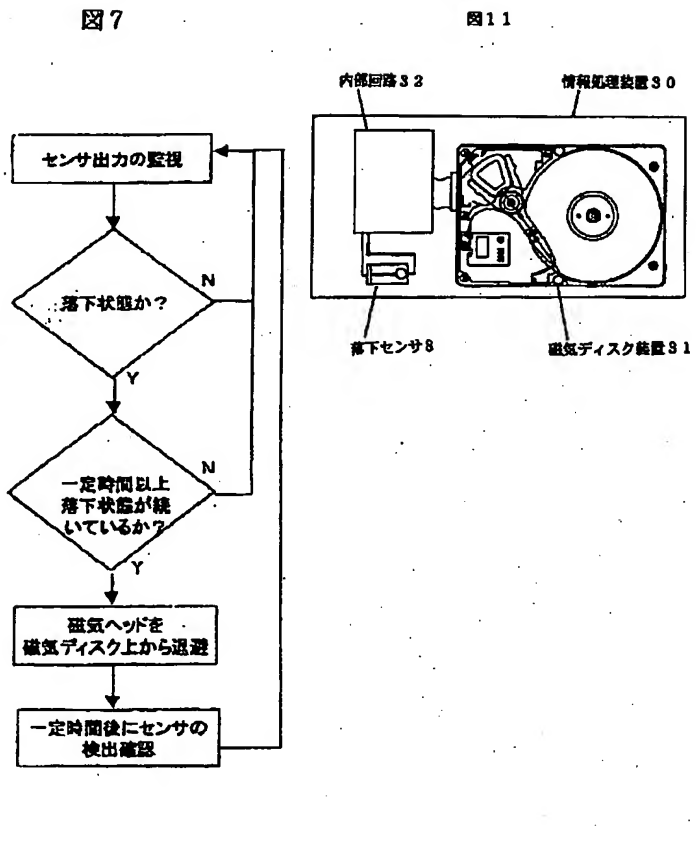 図7
センサ出力の監視
落下状態か？
N
Y
一定時間以上
落下状態が続
いているか？
N
Y
磁気ヘッドを
磁気ディスク上から退避
一定時間後にセンサの
検出確認
図11
内部回路32
情報処理装置30
落下センサ8
磁気ディスク装置31